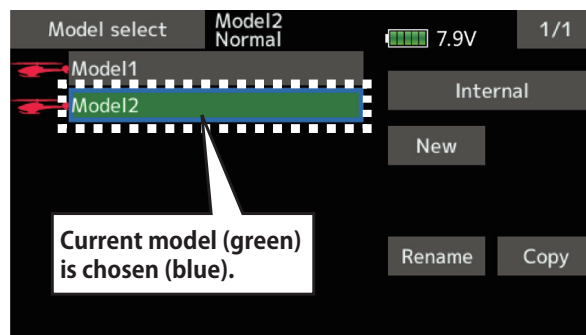 Model select
Model2
Normal
7.9V
1/1
Model1
Internal
Model2
New
Current model (green)
is chosen (blue).
Rename
Copy